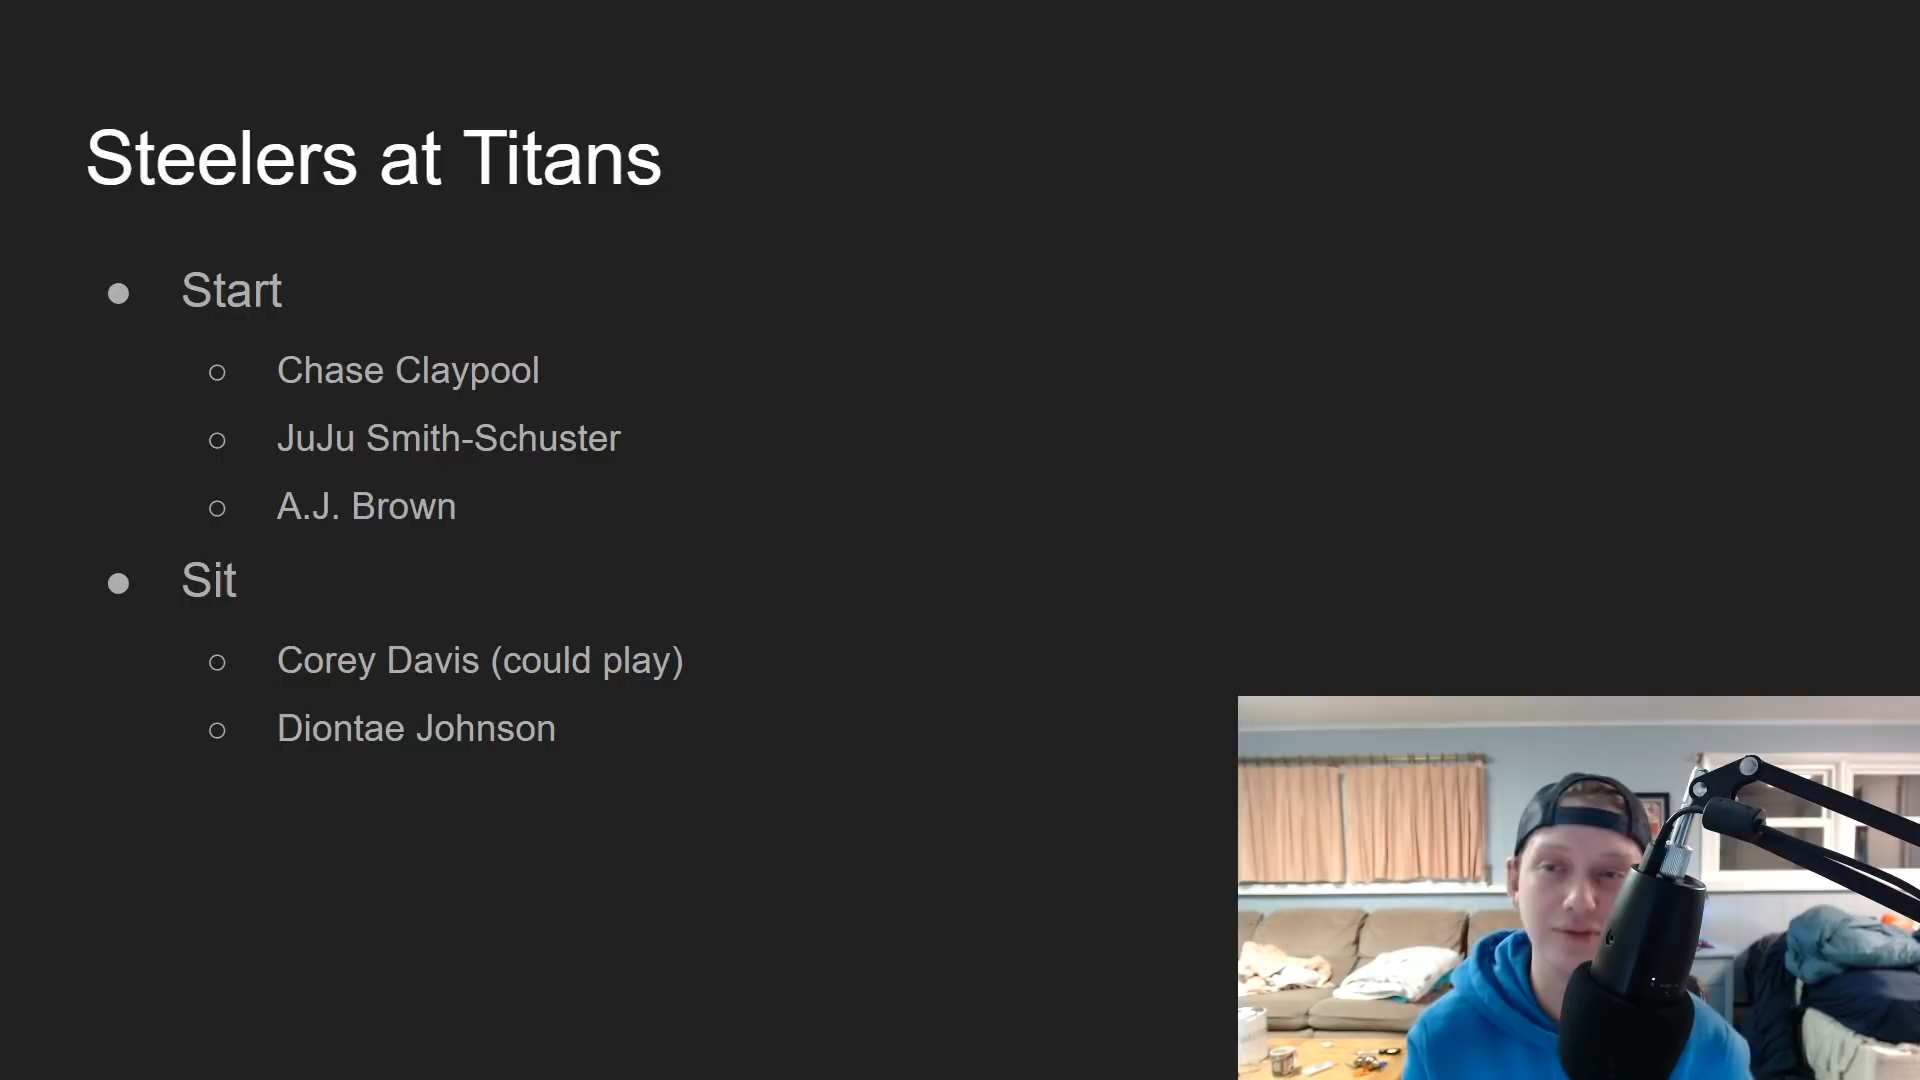 Steelers at Titans
● Start
○ Chase Claypool
○ JuJu Smith-Schuster
○ A.J. Brown
● Sit
○ Corey Davis (could play)
○ Diontae Johnson